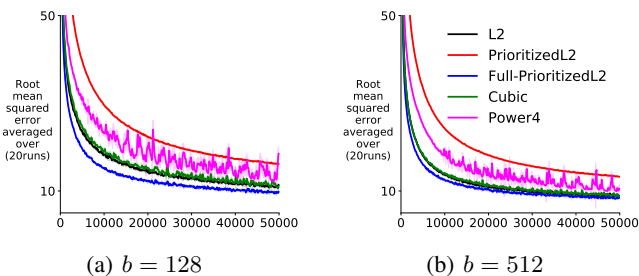 50
10
Root
mean
squared
error
averaged
over
(20runs)
0 10000 20000 30000 40000 50000
(a) b = 128
50
10
Root
mean
squared
error
averaged
over
(20runs)
L2
PrioritizedL2
Full-PrioritizedL2
Cubic
Power4
0 10000 20000 30000 40000 50000
(b) b = 512